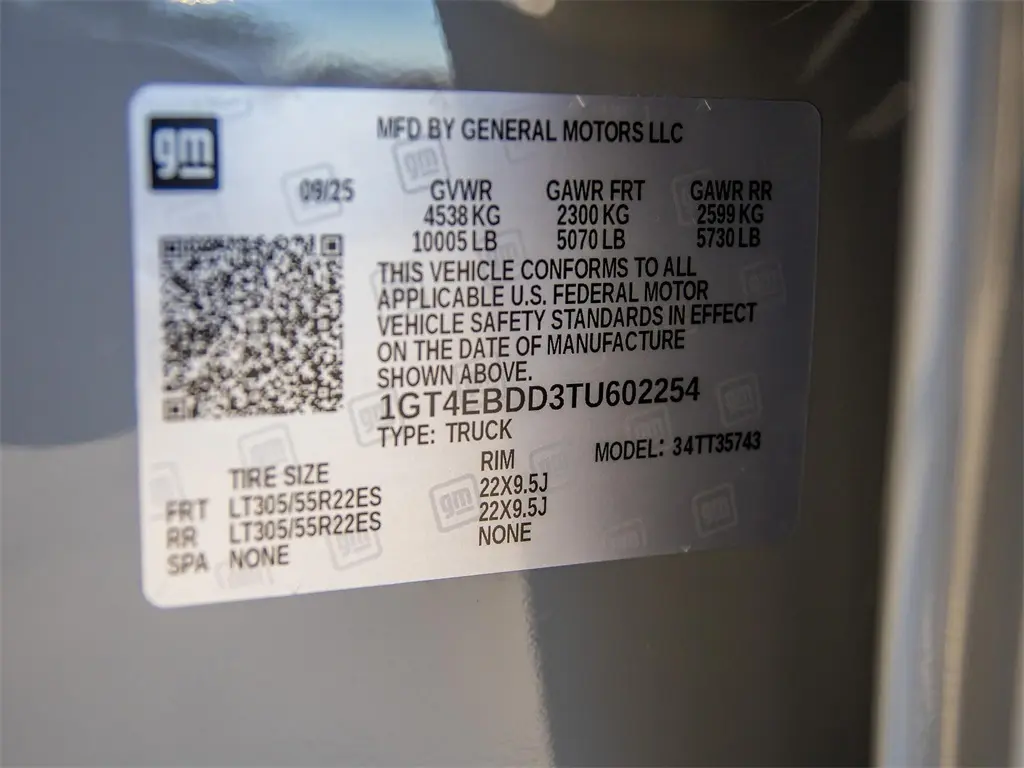 gm
MFD BY GENERAL MOTORS LLC
09/25 GVWR GAWR FRT GAWR RR
4538 KG 2300 KG 2599 KG
10005 LB 5070 LB 5730 LB
THIS VEHICLE CONFORMS TO ALL
APPLICABLE U.S. FEDERAL MOTOR
VEHICLE SAFETY STANDARDS IN EFFECT
ON THE DATE OF MANUFACTURE
SHOWN ABOVE.
1GT4EBDD3TU602254
TYPE: TRUCK MODEL: 34TT35743
TIRE SIZE RIM
FRT LT305/55R22ES 22X9.5J
RR LT305/55R22ES 22X9.5J
SPA NONE NONE